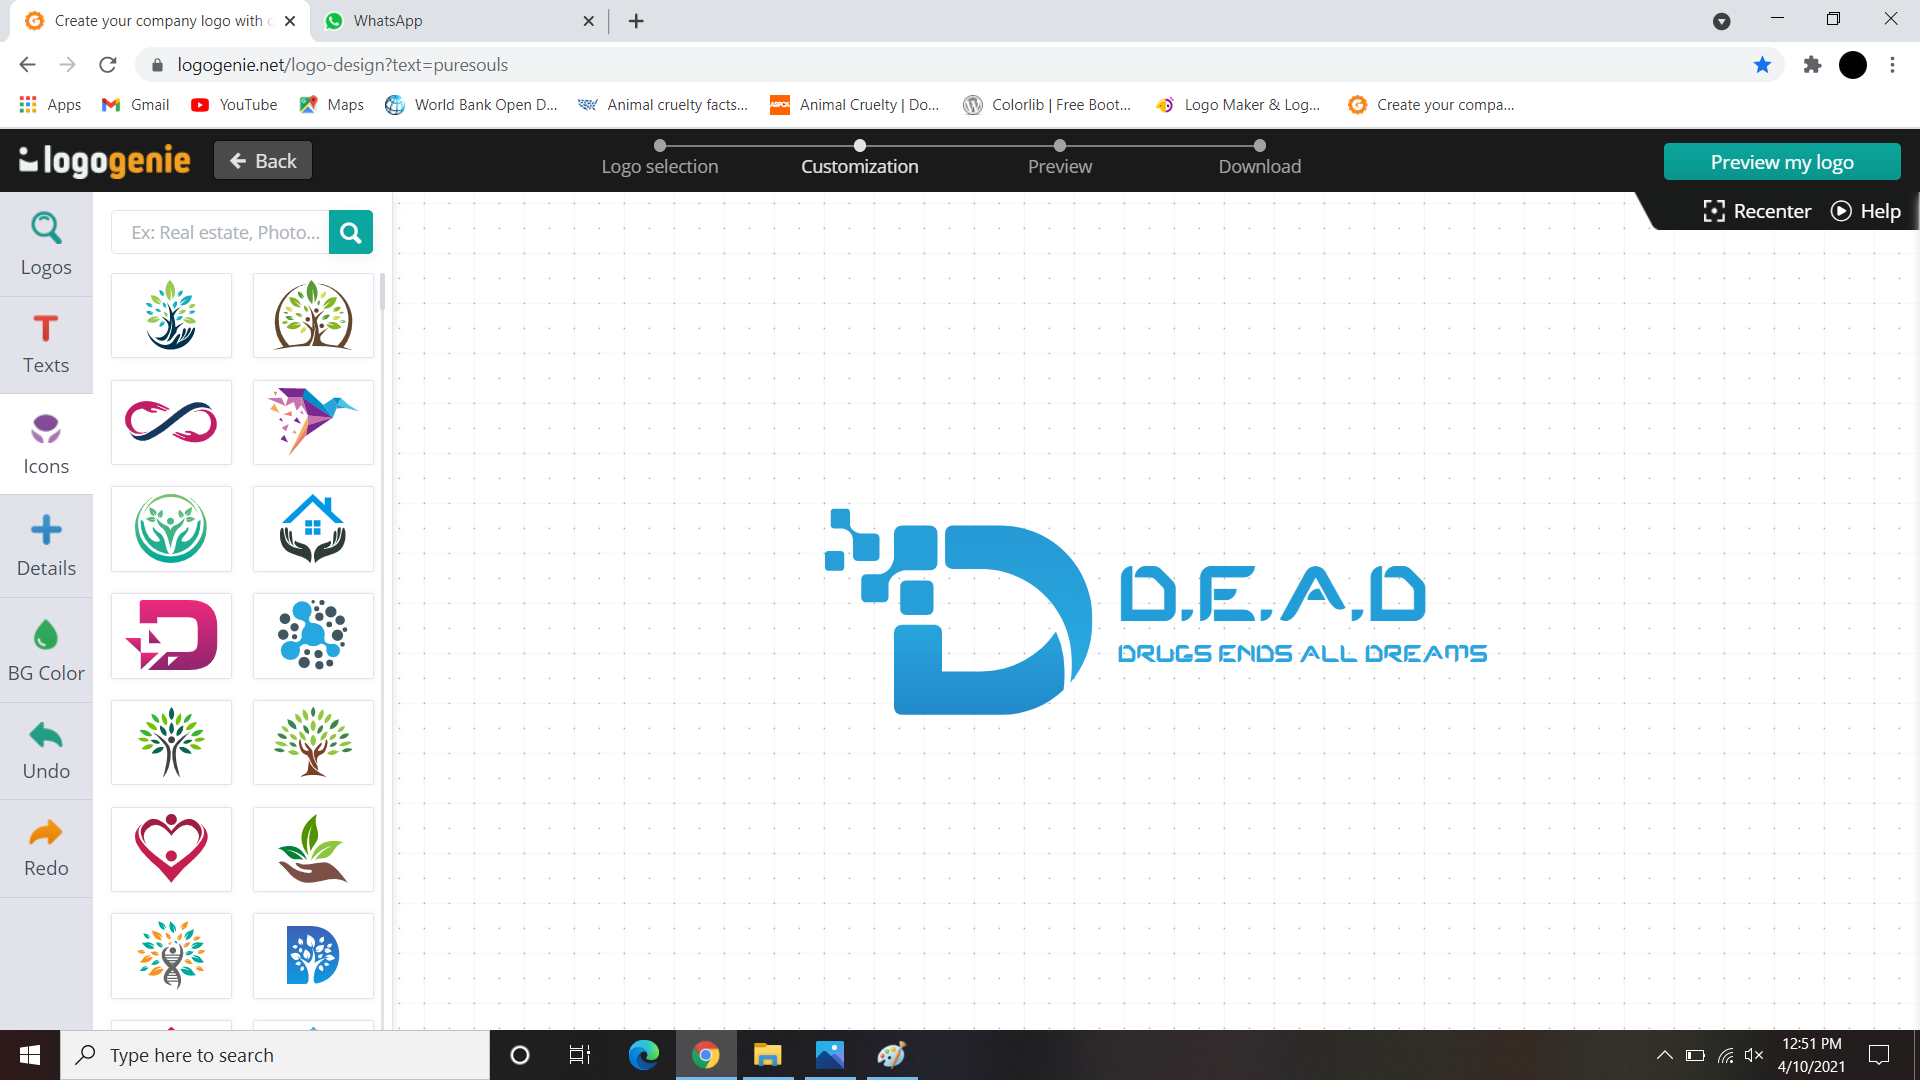 Create your company logo with
WhatsApp
logogenie.net/logo-design?text=puresouls
Apps
Gmail
YouTube
Maps
World Bank Open D...
Animal cruelty facts...
ASPCA
Animal Cruelty | Do...
Colorlib | Free Boot...
Logo Maker & Log...
Create your compa...
logogenie
Back
Logo selection
Customization
Preview
Download
Preview my logo
Recenter
Help
Ex: Real estate, Photo...
Logos
Texts
Icons
Details
BG Color
Undo
Redo
D.E.A.D
DRUGS ENDS ALL DREAMS
Type here to search
12:51 PM
4/10/2021